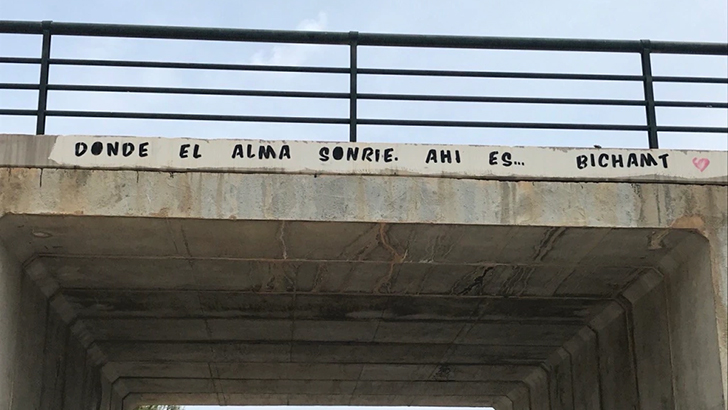 DONDE EL ALMA SONRIE. AHI ES... BICHAMT